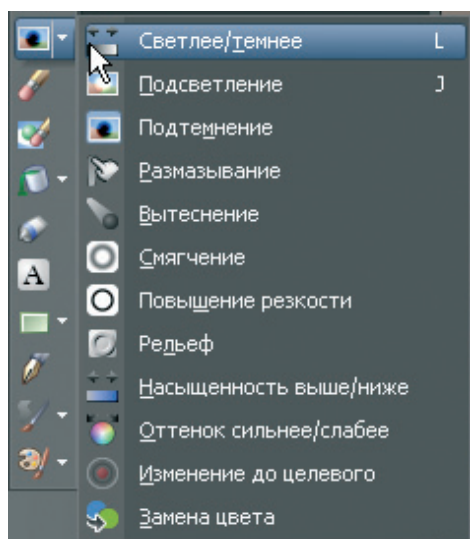 Светлее/темнее L
Подсветление J
Подтемнение
Размазывание
Вытеснение
Смягчение
Повышение резкости
Рельеф
Насыщенность выше/ниже
Оттенок сильнее/слабее
Изменение до целевого
Замена цвета
A